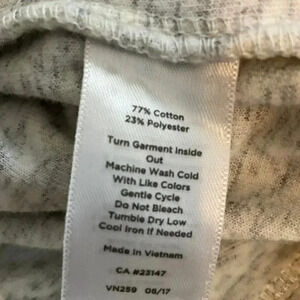 77% Cotton
23% Polyester
Turn Garment Inside
Out
Machine Wash Cold
With Like Colors
Gentle Cycle
Do Not Bleach
Tumble Dry Low
Cool Iron If Needed
Made in Vietnam
CA #23147
VN259 08/17